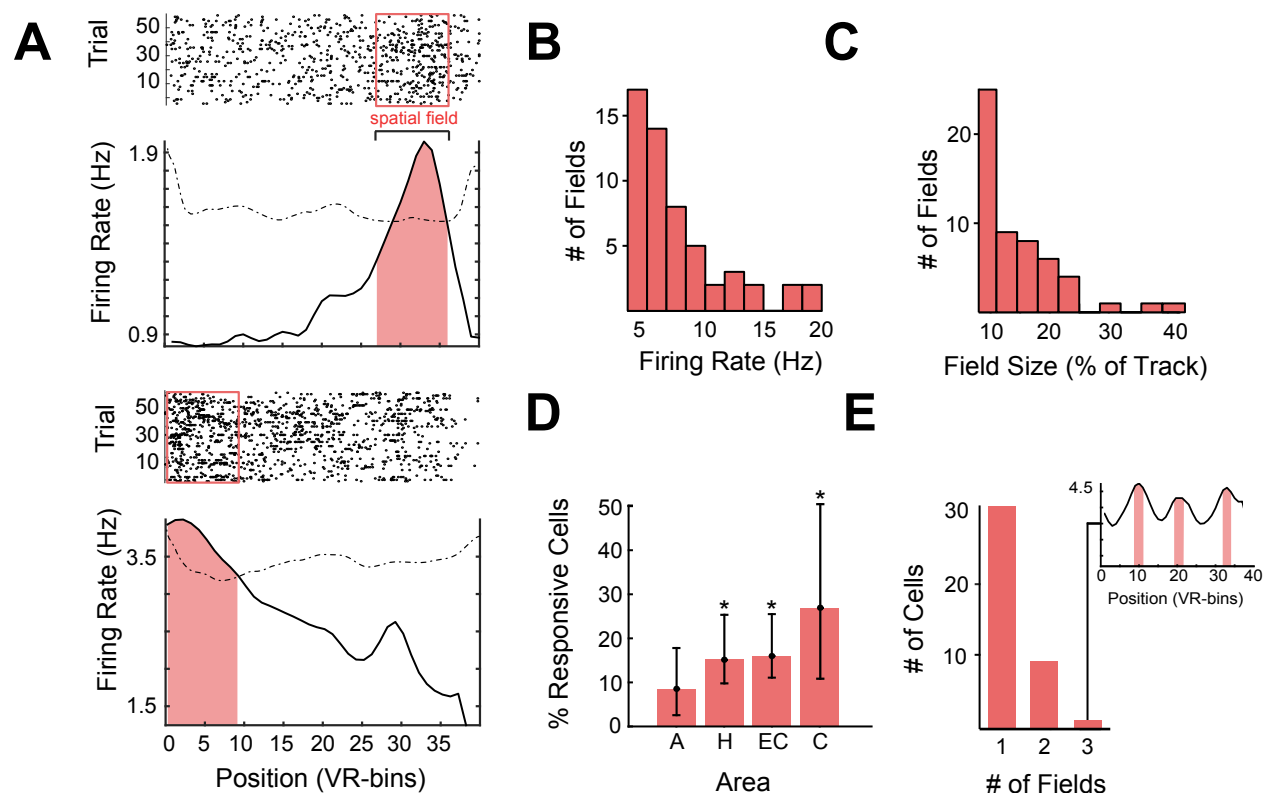 A
Trial
50
30
10
spatial field
Firing Rate (Hz)
1.9
0.9
Trial
50
30
10
Firing Rate (Hz)
3.5
1.5
0 5 10 15 20 25 30 35
Position (VR-bins)
B
# of Fields
15
10
5
5 10 15 20
Firing Rate (Hz)
C
# of Fields
20
10
10 20 30 40
Field Size (% of Track)
D
% Responsive Cells
50
40
30
20
10
0
* * *
A H EC C
Area
E
# of Cells
30
20
10
1 2 3
# of Fields
4.5
0 10 20 30 40
Position (VR-bins)